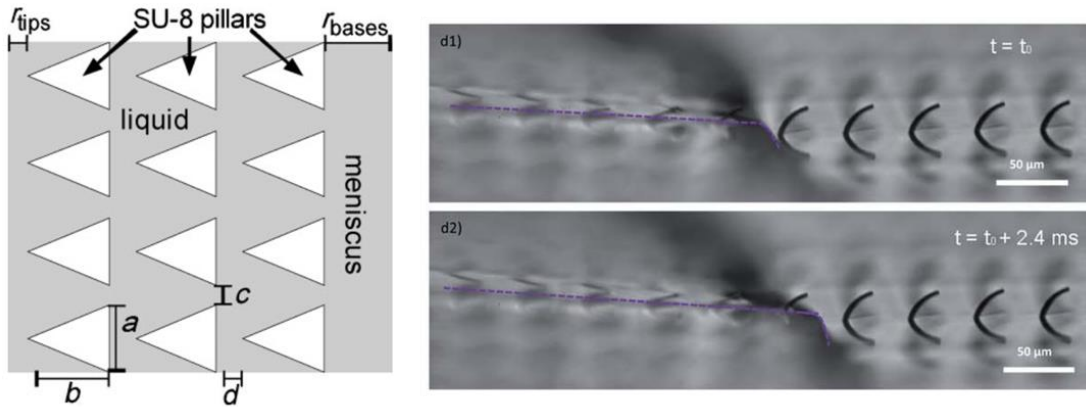 r_tips
SU-8 pillars
r_bases
liquid
meniscus
c
a
b
d
d1)
t = t₀
50 µm
d2)
t = t₀ + 2.4 ms
50 µm